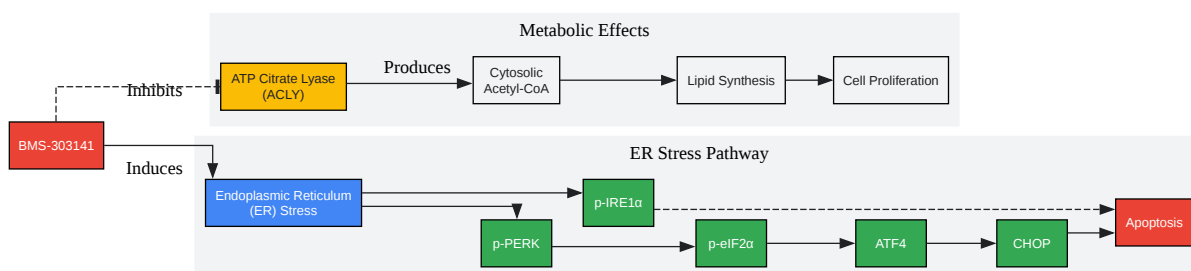 Metabolic Effects
Inhibits
ATP Citrate Lyase
(ACLY)
Produces
Cytosolic
Acetyl-CoA
Lipid Synthesis
Cell Proliferation
BMS-303141
Induces
ER Stress Pathway
Endoplasmic Reticulum
(ER) Stress
p-IRE1α
p-PERK
p-eIF2α
ATF4
CHOP
Apoptosis